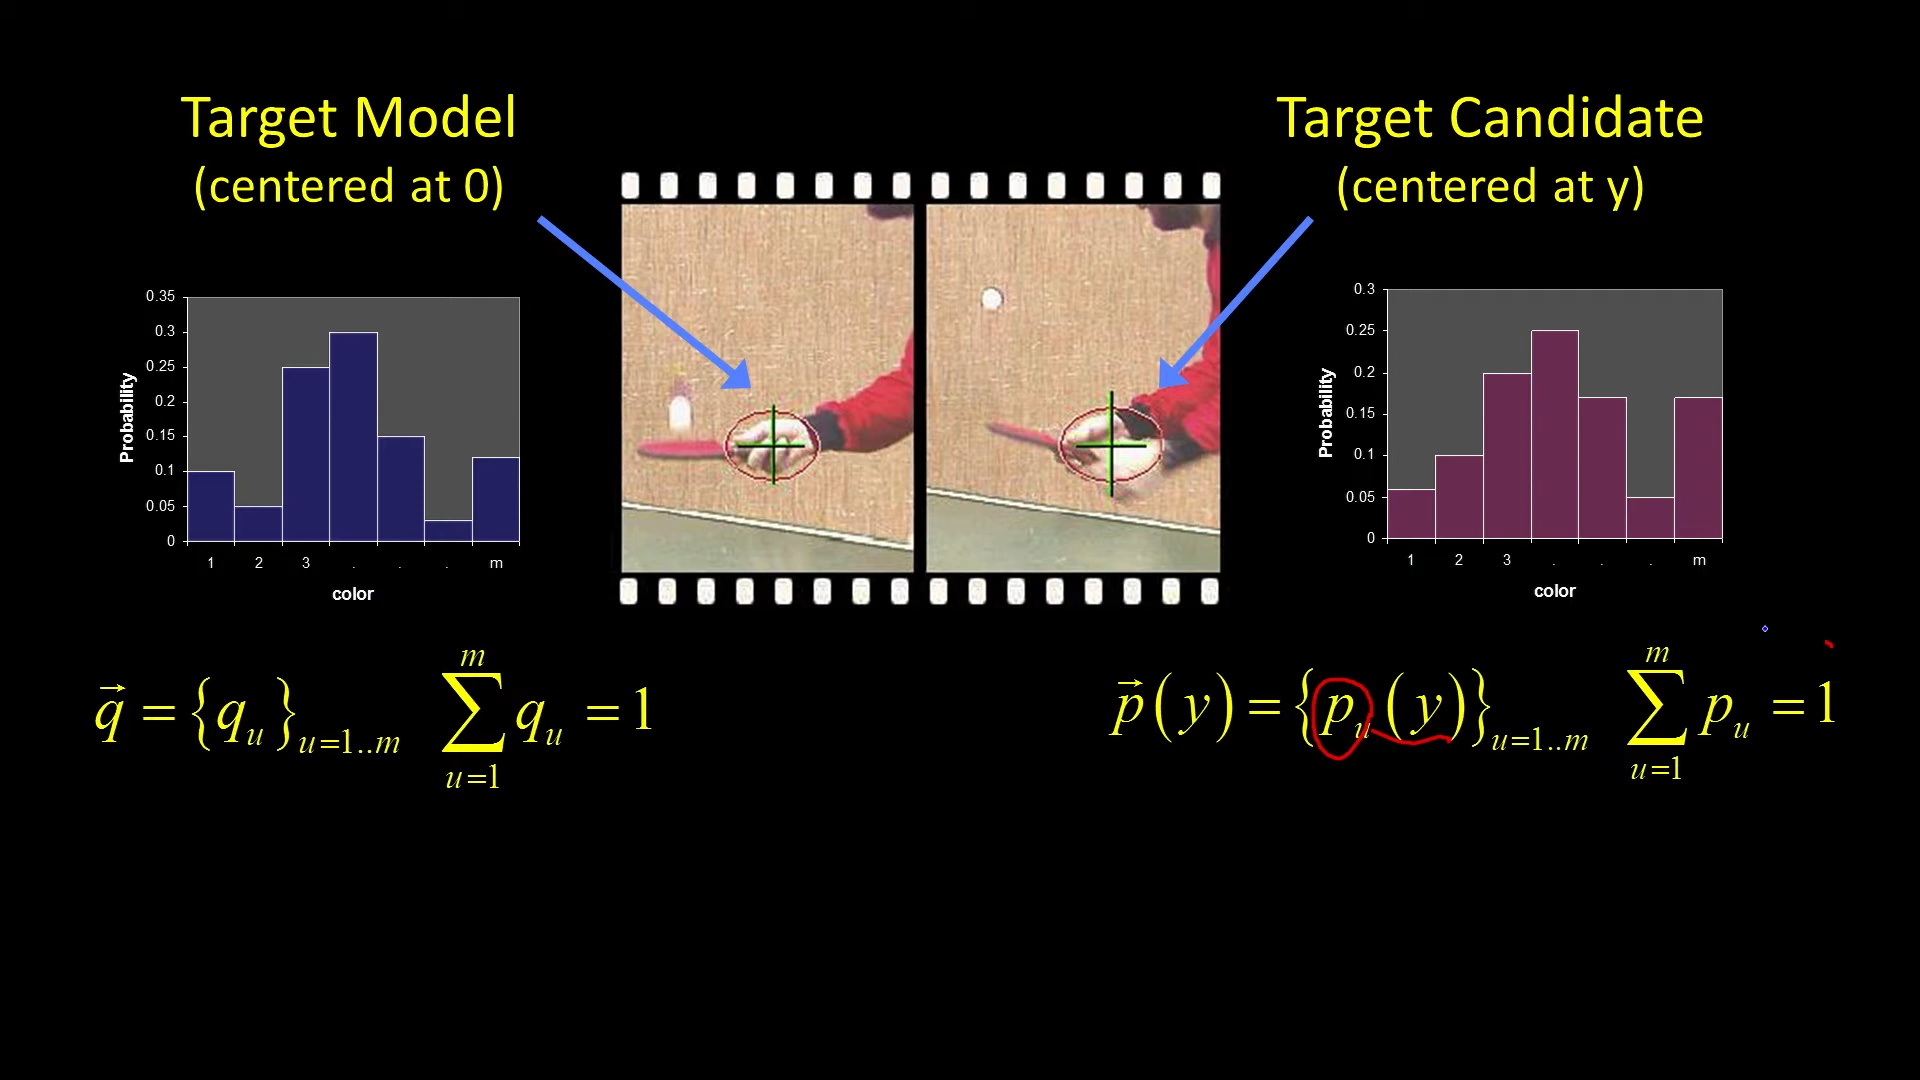 Target Model
(centered at 0)
Target Candidate
(centered at y)
0.35
0.3
0.25
0.2
0.15
0.1
0.05
0
Probability
1 2 3 . . . m
color
0.3
0.25
0.2
0.15
0.1
0.05
0
Probability
1 2 3 . . . m
color
q⃗ = {q_u}_{u=1..m} ∑_{u=1}^{m} q_u = 1
p⃗(y) = {p_u(y)}_{u=1..m} ∑_{u=1}^{m} p_u = 1